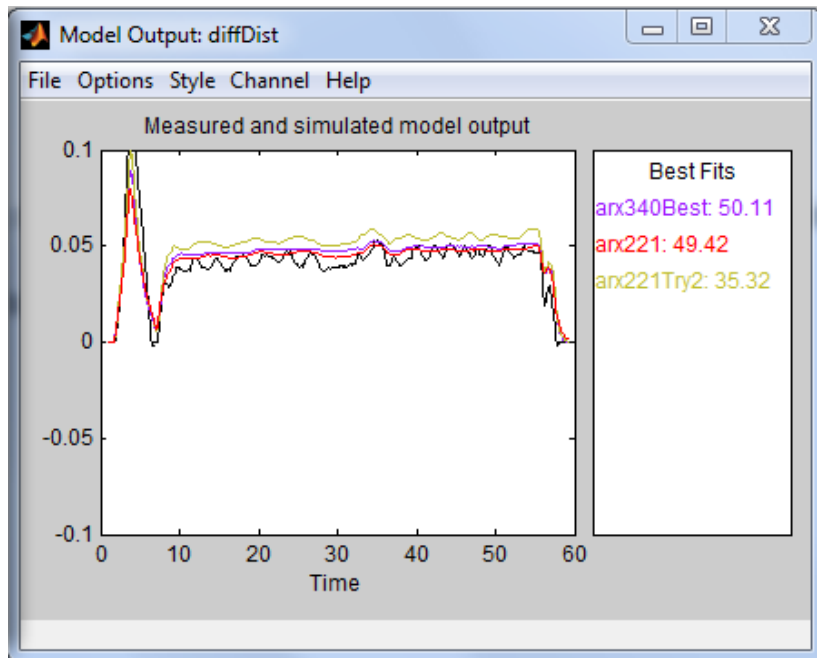 Model Output: diffDist
File Options Style Channel Help
Measured and simulated model output
0.1
0.05
0
-0.05
-0.1
0 10 20 30 40 50 60
Time
Best Fits
arx340Best: 50.11
arx221: 49.42
arx221Try2: 35.32